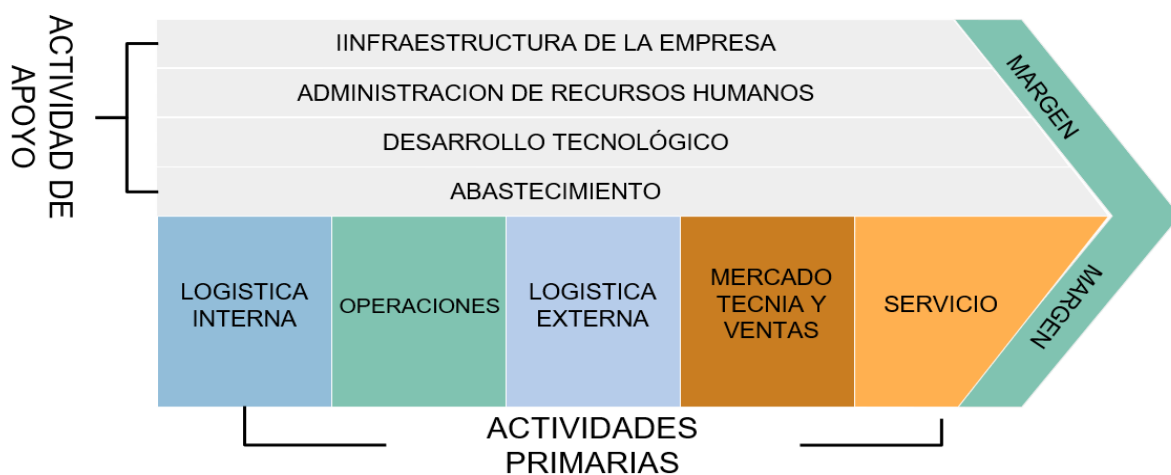 ACTIVIDAD DE
APOYO
IINFRAESTRUCTURA DE LA EMPRESA
ADMINISTRACION DE RECURSOS HUMANOS
DESARROLLO TECNOLÓGICO
ABASTECIMIENTO
MARGEN
LOGISTICA
INTERNA
OPERACIONES
LOGISTICA
EXTERNA
MERCADO
TECNIA Y
VENTAS
SERVICIO
MARGEN
ACTIVIDADES
PRIMARIAS